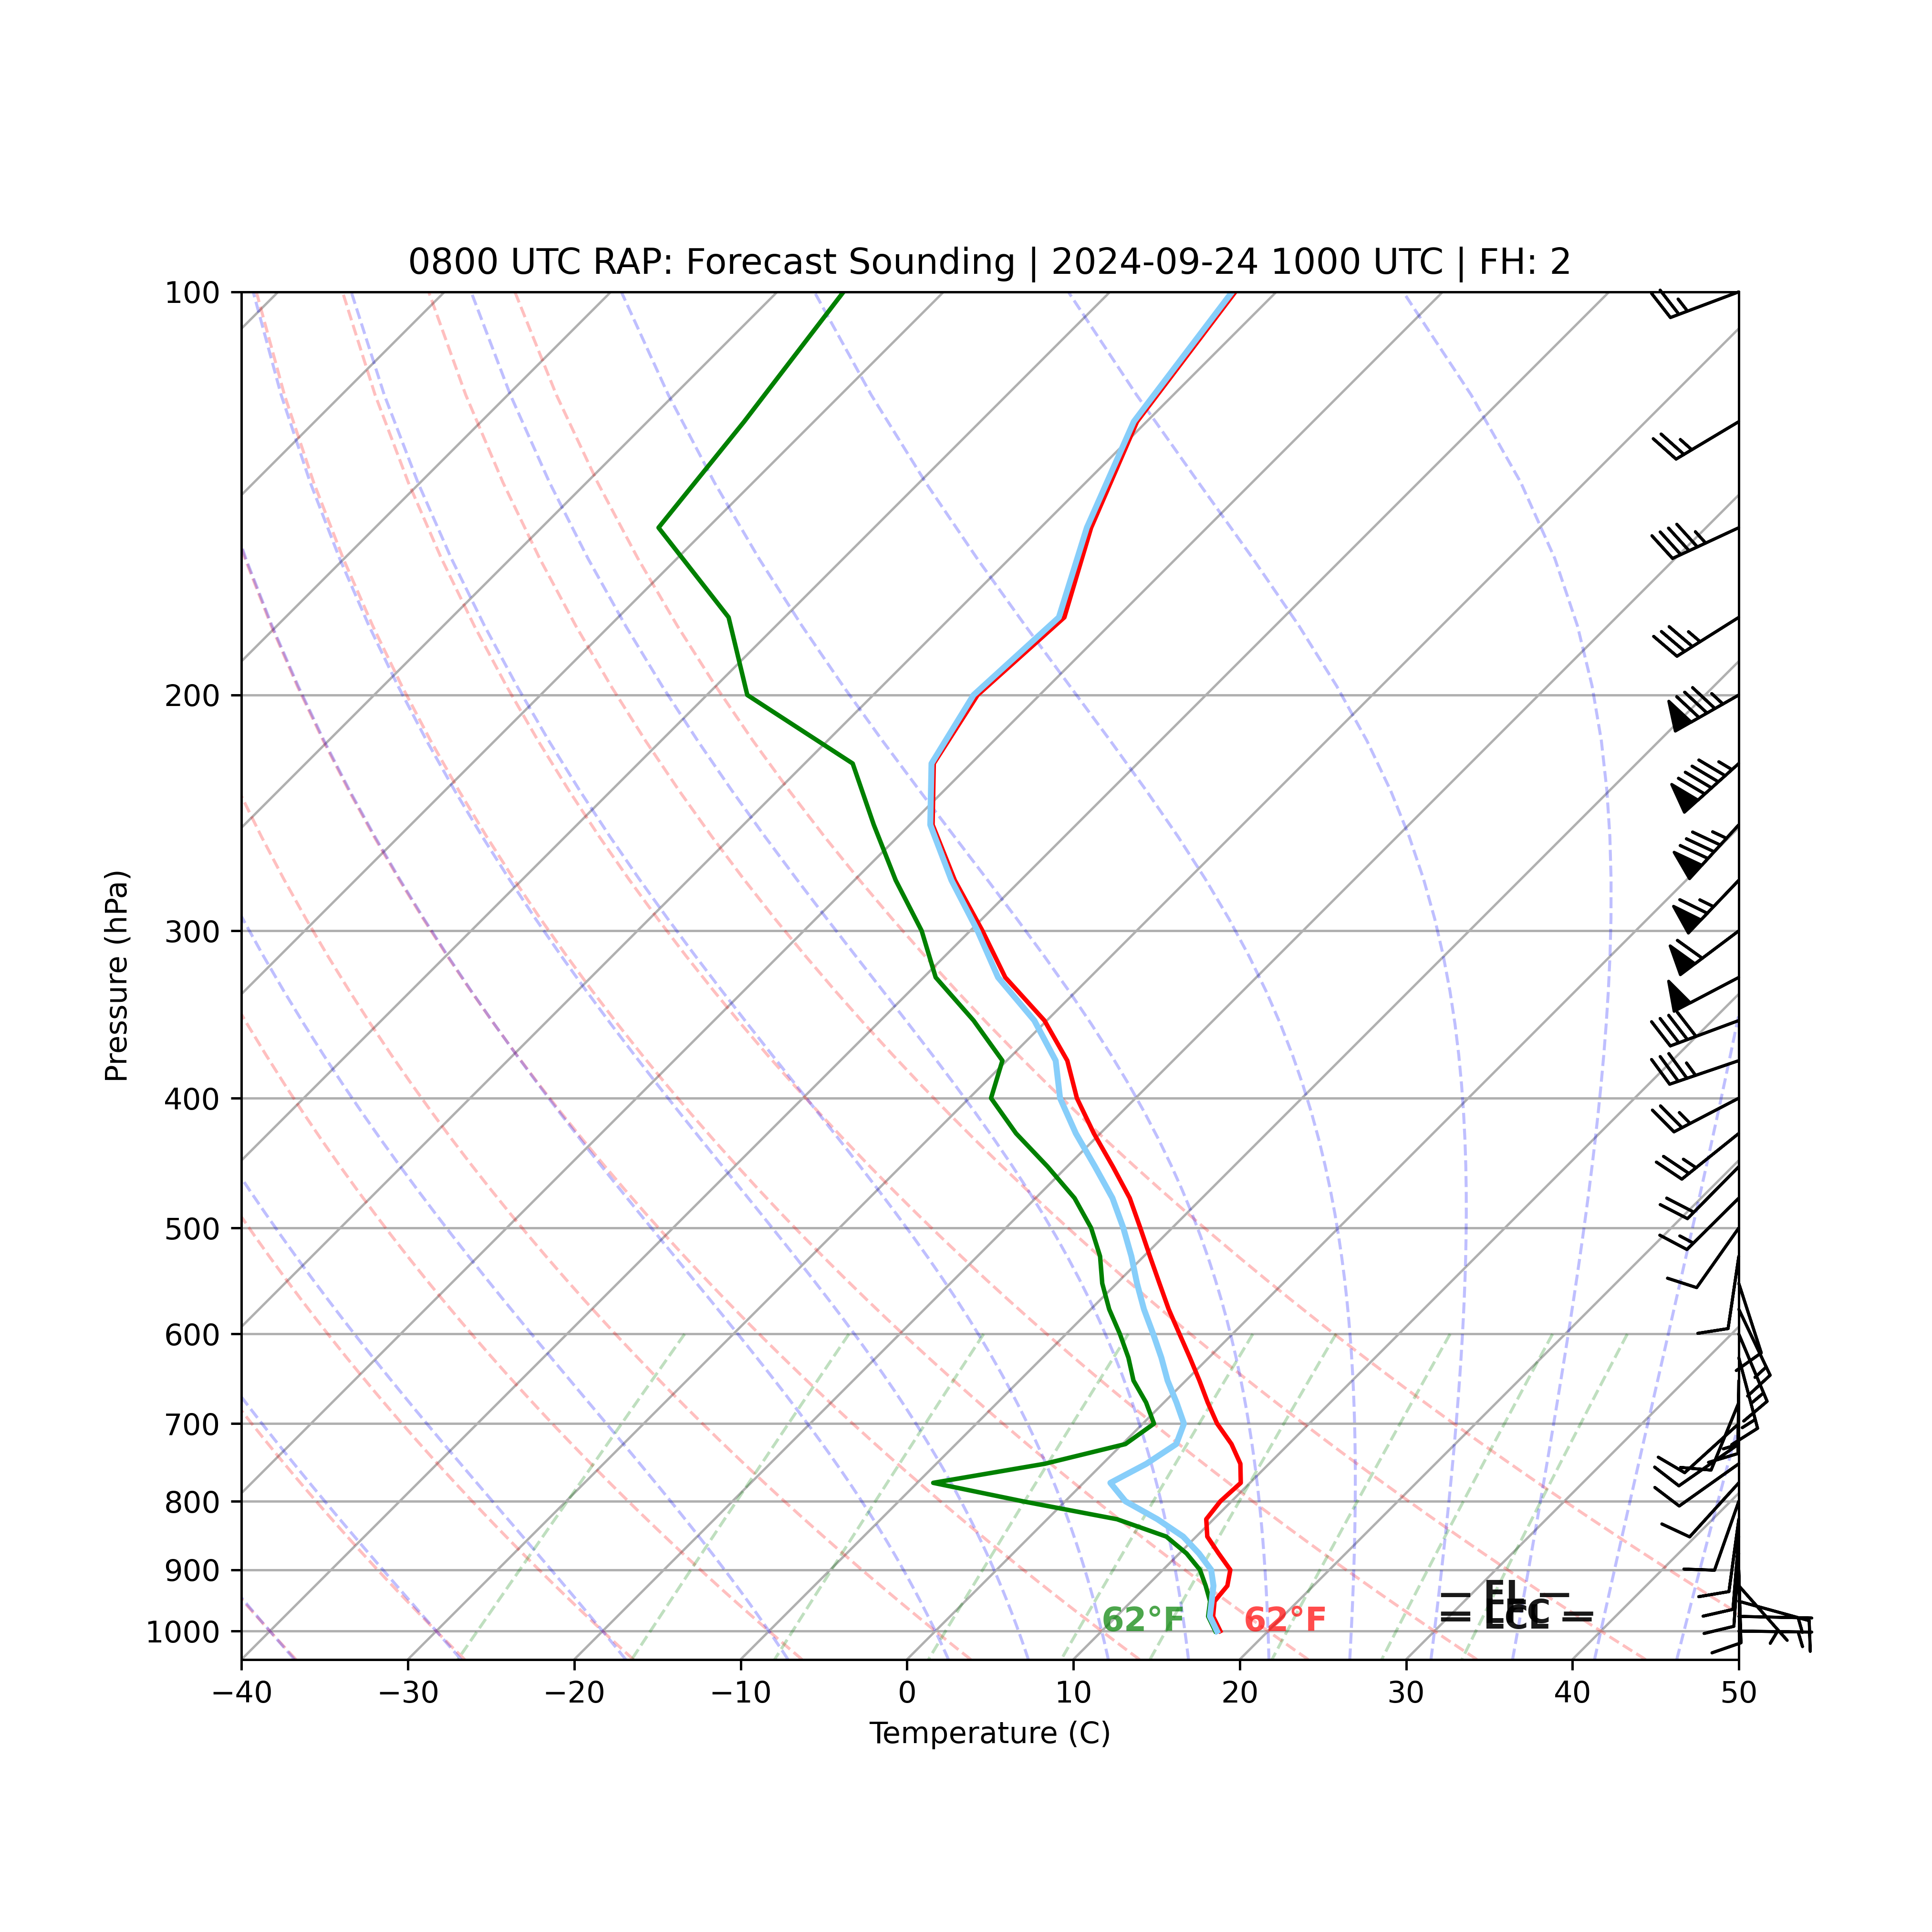 0800 UTC RAP: Forecast Sounding | 2024-09-24 1000 UTC | FH: 2
100
200
300
400
500
600
700
800
900
1000
Pressure (hPa)
— EL —
— LFC —
— LCL —
62°F 62°F
−40 −30 −20 −10 0 10 20 30 40 50
Temperature (C)